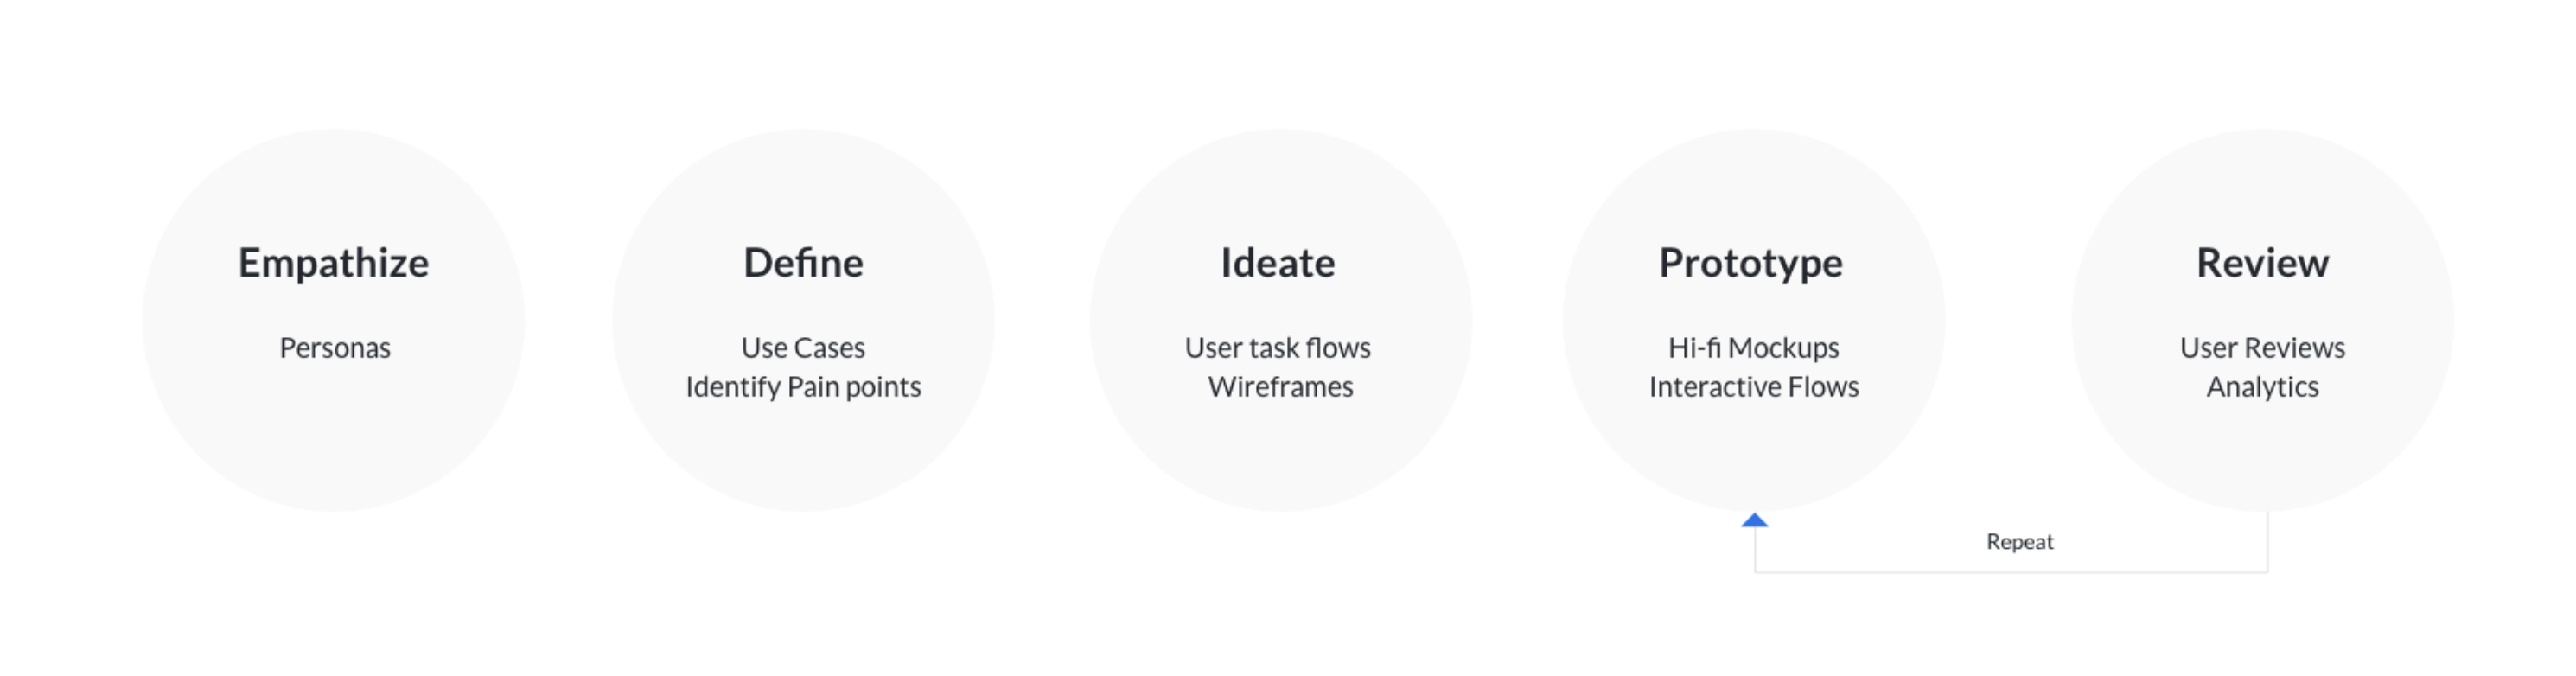 Empathize
Personas
Define
Use Cases
Identify Pain points
Ideate
User task flows
Wireframes
Prototype
Hi-fi Mockups
Interactive Flows
Review
User Reviews
Analytics
Repeat